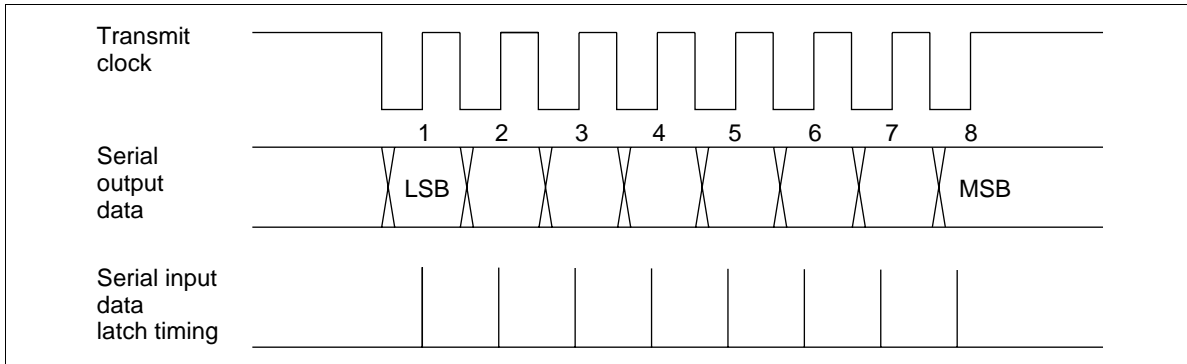 Transmit
clock
1 2 3 4 5 6 7 8
Serial
output
data
LSB MSB
Serial input
data
latch timing